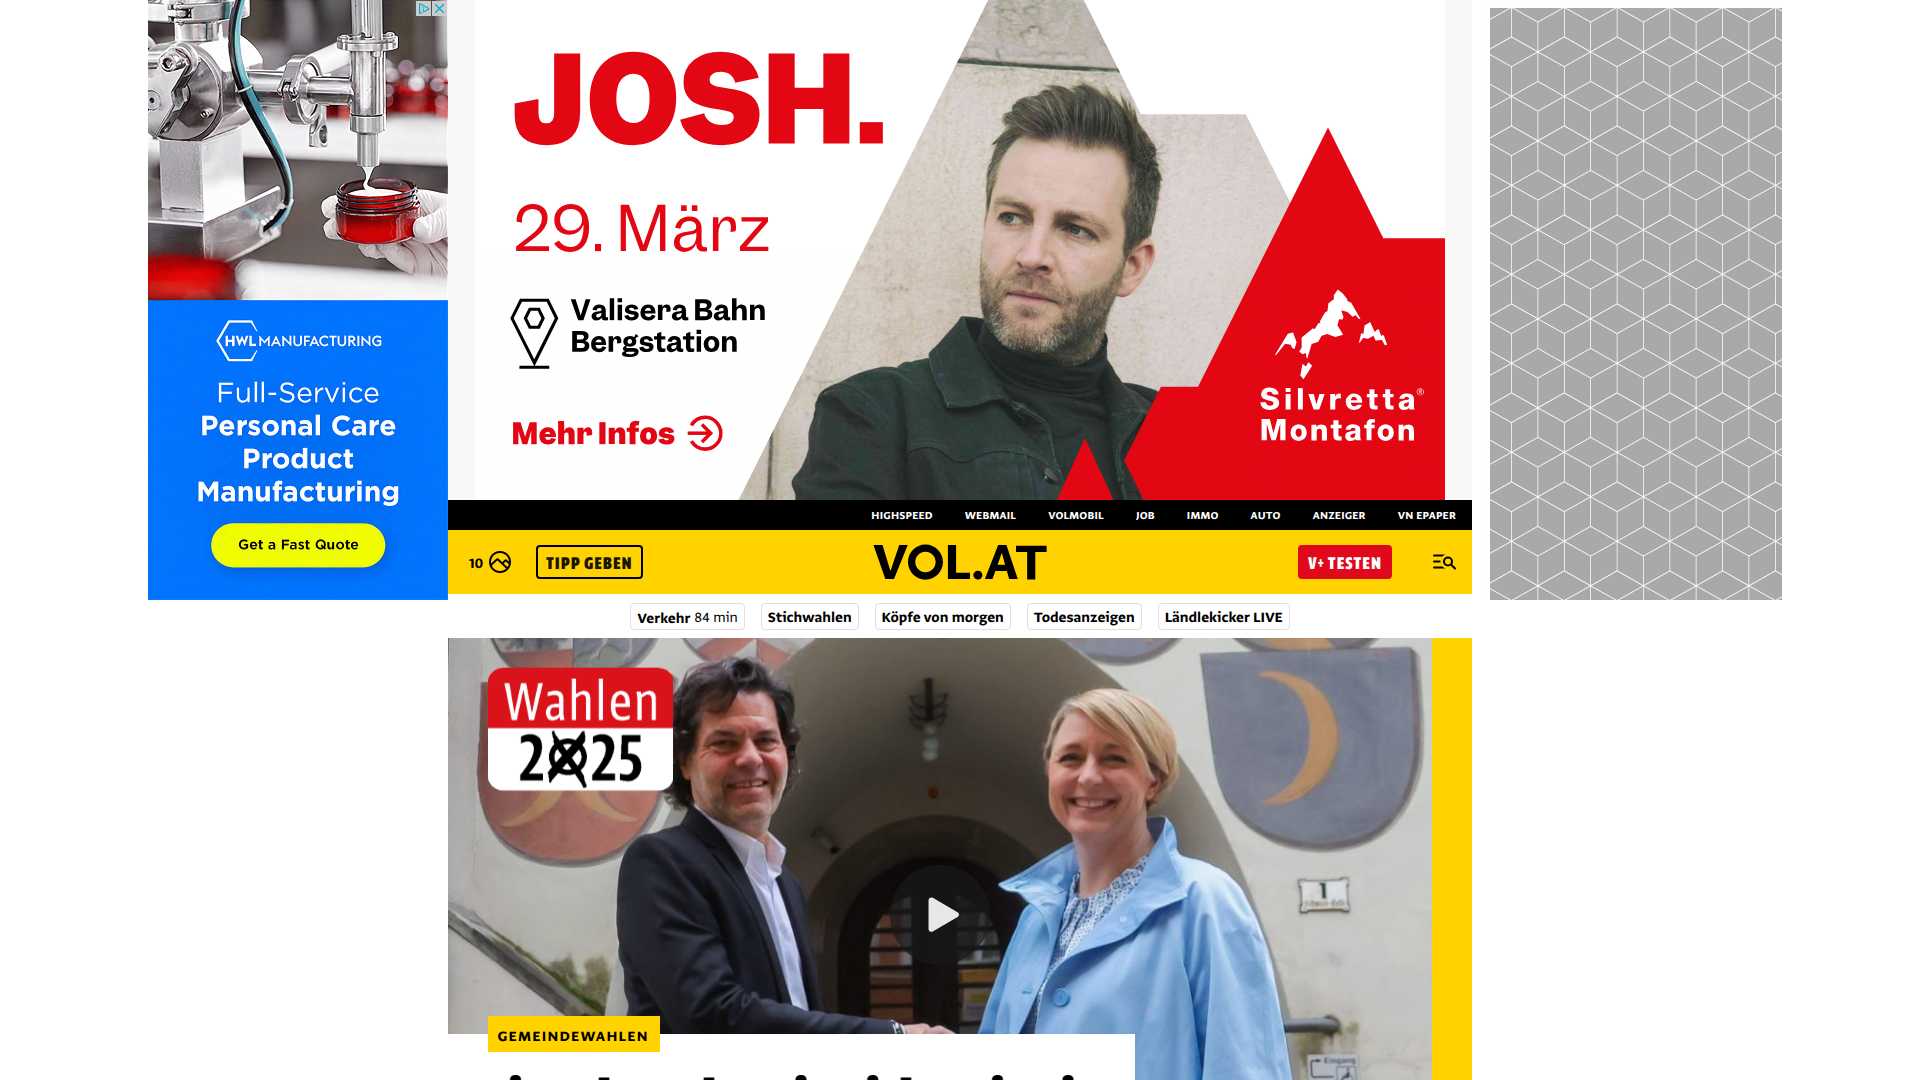 JOSH.
29. März
Valisera Bahn
Bergstation
Mehr Infos
Silvretta®
Montafon
HWL MANUFACTURING
Full-Service
Personal Care
Product
Manufacturing
Get a Fast Quote
HIGHSPEED WEBMAIL VOLMOBIL JOB IMMO AUTO ANZEIGER VN EPAPER
10 TIPP GEBEN VOL.AT V+ TESTEN
Verkehr 84 min Stichwahlen Köpfe von morgen Todesanzeigen Ländlekicker LIVE
Wahlen
2025
1
Eingang
GEMEINDEWAHLEN